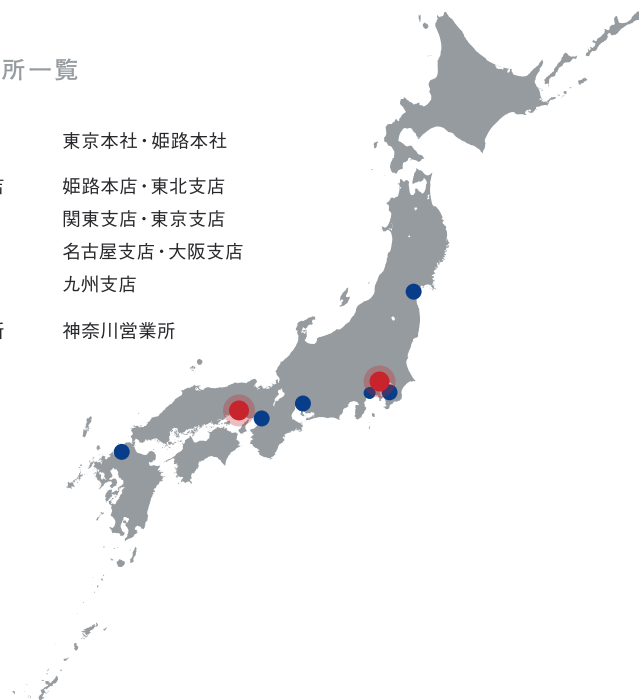 所一覧
東京本社・姫路本社
姫路本店・東北支店
関東支店・東京支店
名古屋支店・大阪支店
九州支店
神奈川営業所